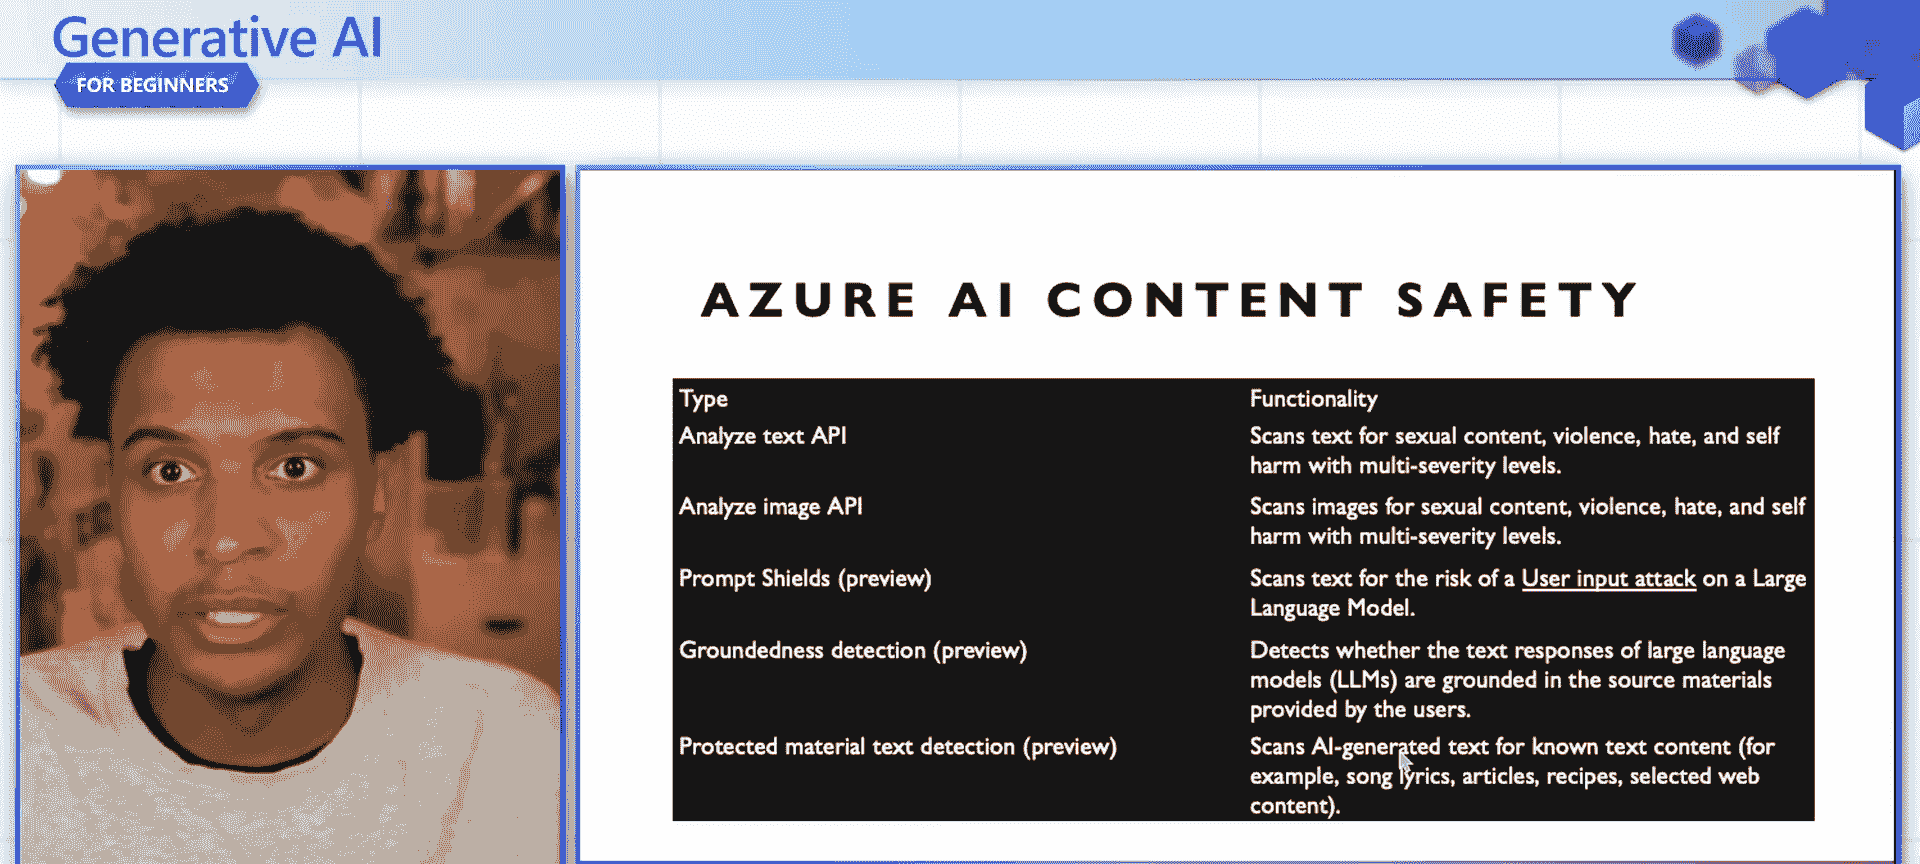 Generative AI
FOR BEGINNERS
AZURE AI CONTENT SAFETY
Type
Functionality
Analyze text API
Scans text for sexual content, violence, hate, and self
harm with multi-severity levels.
Analyze image API
Scans images for sexual content, violence, hate, and self
harm with multi-severity levels.
Prompt Shields (preview)
Scans text for the risk of a User input attack on a Large
Language Model.
Groundedness detection (preview)
Detects whether the text responses of large language
models (LLMs) are grounded in the source materials
provided by the users.
Protected material text detection (preview)
Scans AI-generated text for known text content (for
example, song lyrics, articles, recipes, selected web
content).